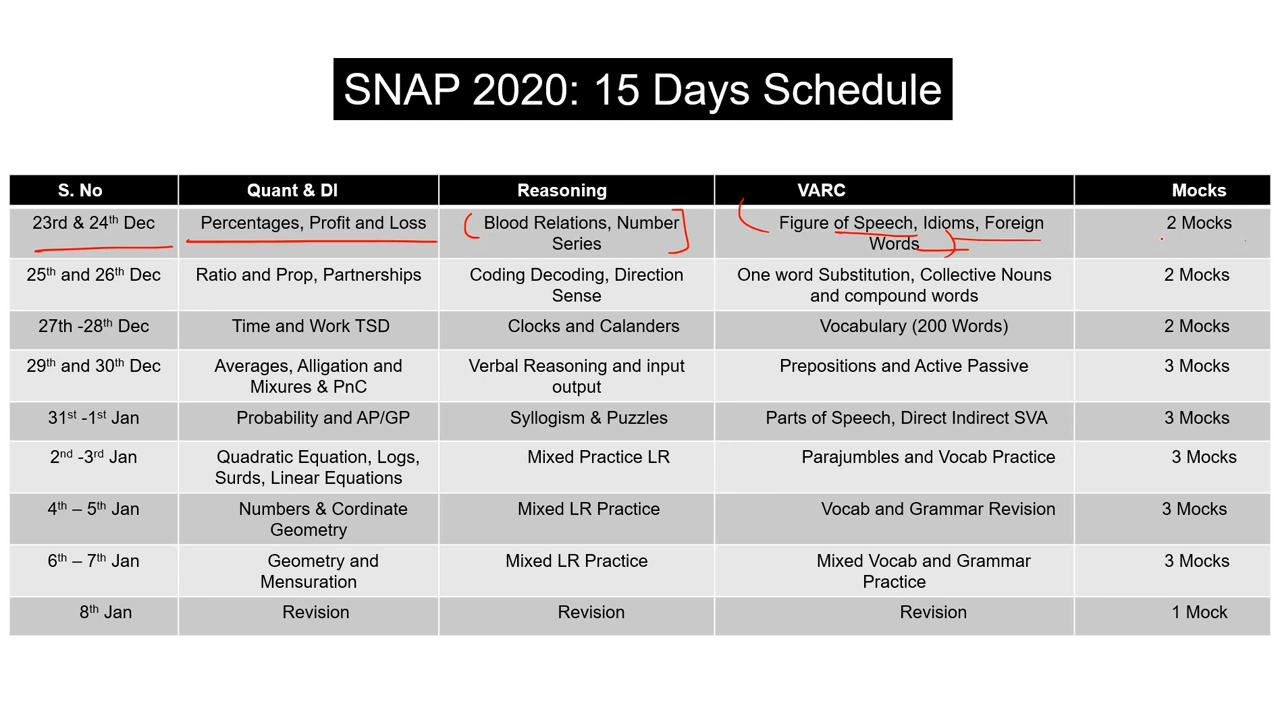 SNAP 2020: 15 Days Schedule
S. No Quant & DI Reasoning VARC Mocks
23rd & 24th Dec Percentages, Profit and Loss Blood Relations, Number Figure of Speech, Idioms, Foreign 2 Mocks
Series Words
25th and 26th Dec Ratio and Prop, Partnerships Coding Decoding, Direction One word Substitution, Collective Nouns 2 Mocks
Sense and compound words
27th -28th Dec Time and Work TSD Clocks and Calanders Vocabulary (200 Words) 2 Mocks
29th and 30th Dec Averages, Alligation and Verbal Reasoning and input Prepositions and Active Passive 3 Mocks
Mixures & PnC output
31st -1st Jan Probability and AP/GP Syllogism & Puzzles Parts of Speech, Direct Indirect SVA 3 Mocks
2nd -3rd Jan Quadratic Equation, Logs, Mixed Practice LR Parajumbles and Vocab Practice 3 Mocks
Surds, Linear Equations
4th – 5th Jan Numbers & Cordinate Mixed LR Practice Vocab and Grammar Revision 3 Mocks
Geometry
6th – 7th Jan Geometry and Mixed LR Practice Mixed Vocab and Grammar 3 Mocks
Mensuration Practice
8th Jan Revision Revision Revision 1 Mock